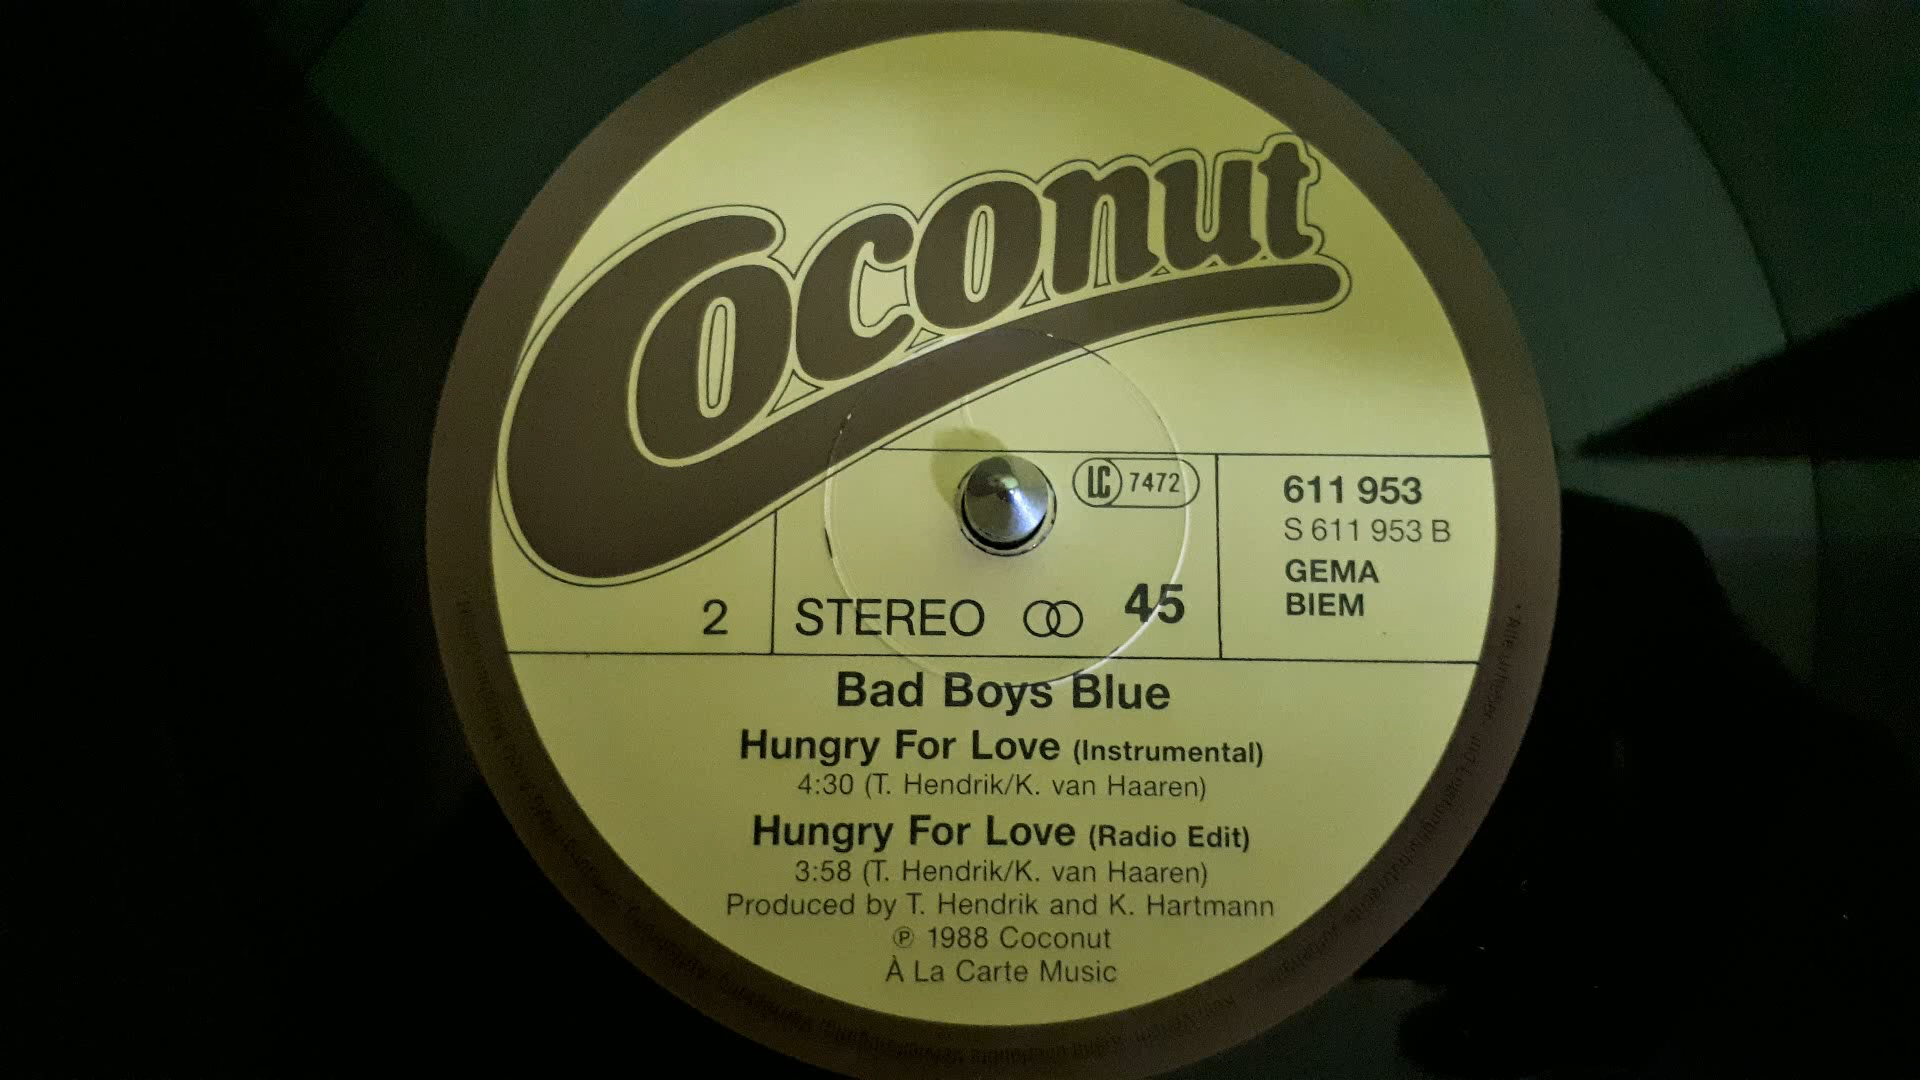 Coconut
LC 7472
611 953
S 611 953 B
GEMA
BIEM
2
STEREO
45
Bad Boys Blue
Hungry For Love (Instrumental)
4:30 (T. Hendrik/K. van Haaren)
Hungry For Love (Radio Edit)
3:58 (T. Hendrik/K. van Haaren)
Produced by T. Hendrik and K. Hartmann
℗ 1988 Coconut
À La Carte Music